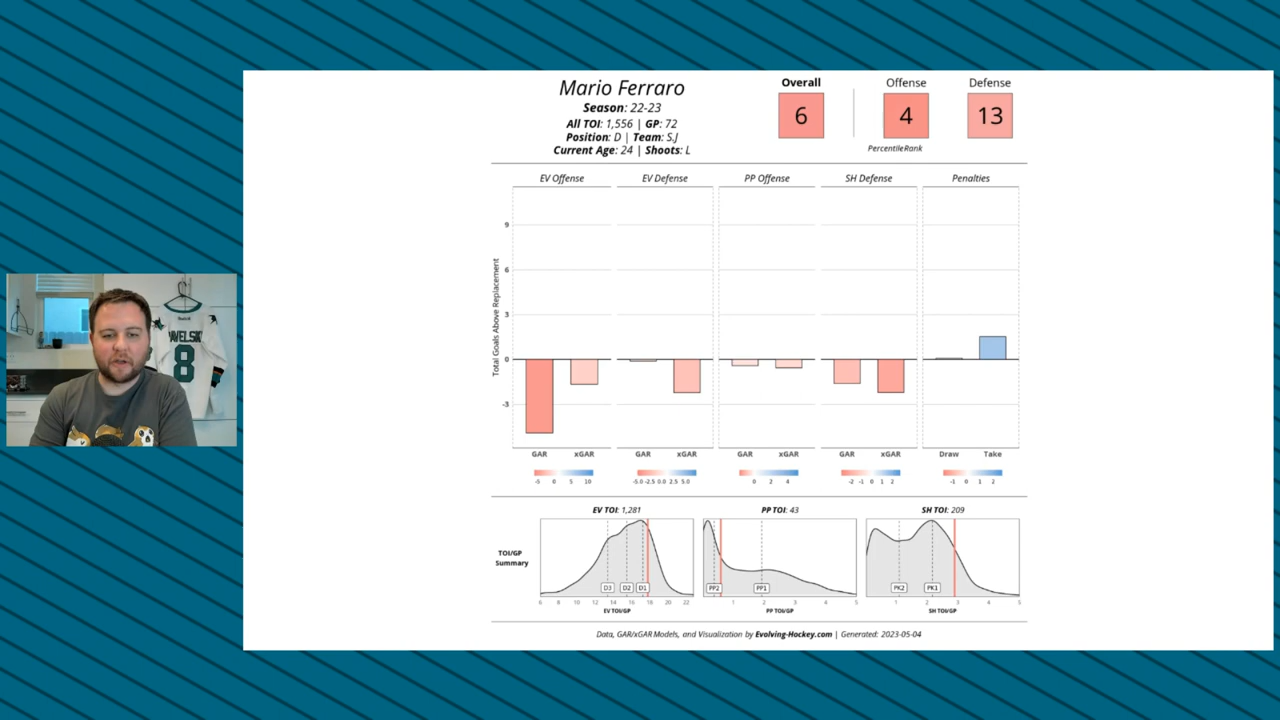 Mario Ferraro
Season: 22-23
All TOI: 1,556 | GP: 72
Position: D | Team: S.J
Current Age: 24 | Shoots: L
Overall
Offense
Defense
6
4
13
PercentileRank
EV Offense
EV Defense
PP Offense
SH Defense
Penalties
Total Goals Above Replacement
9
6
3
0
-3
GAR xGAR
GAR xGAR
GAR xGAR
GAR xGAR
Draw Take
-5 0 5 10
-5.0 -2.5 0.0 2.5 5.0
0 2 4
-2 -1 0 1 2
-1 0 1 2
TOI/GP
Summary
EV TOI: 1,281
D3 D2 D1
6 8 10 12 14 16 18 20 22
EV TOI/GP
PP TOI: 43
PP2 PP1
1 2 3 4 5
PP TOI/GP
SH TOI: 209
PK2 PK1
1 2 3 4 5
SH TOI/GP
Data, GAR/xGAR Models, and Visualization by Evolving-Hockey.com | Generated: 2023-05-04
8